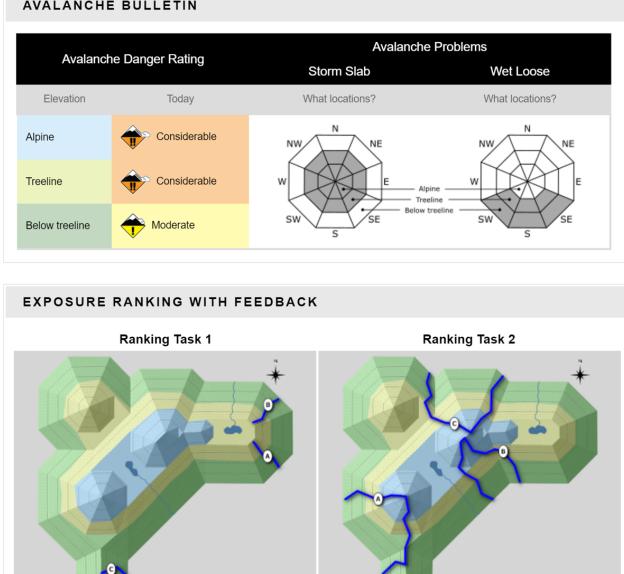 AVALANCHE BULLETIN
Avalanche Danger Rating
Avalanche Problems
Storm Slab
Wet Loose
Elevation
Today
What locations?
What locations?
Alpine
Considerable
Treeline
Considerable
Below treeline
Moderate
N
NE
E
SE
S
SW
W
NW
Alpine
Treeline
Below treeline
N
NE
E
SE
S
SW
W
NW
EXPOSURE RANKING WITH FEEDBACK
Ranking Task 1
Ranking Task 2
N
B
A
C
N
C
B
A